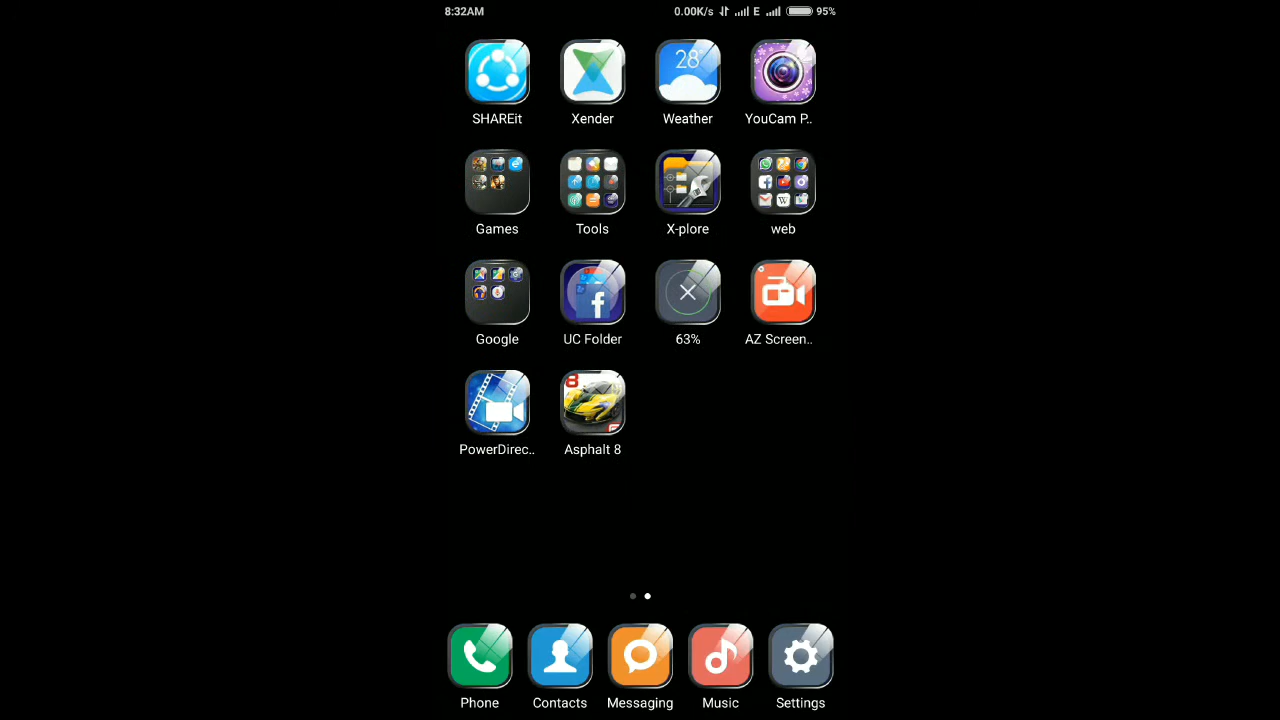 8:32AM 0.00K/s E 95%
28°
SHAREit Xender Weather YouCam P..
Games Tools X-plore web
Google UC Folder 63% AZ Screen..
8
PowerDirec.. Asphalt 8
Phone Contacts Messaging Music Settings